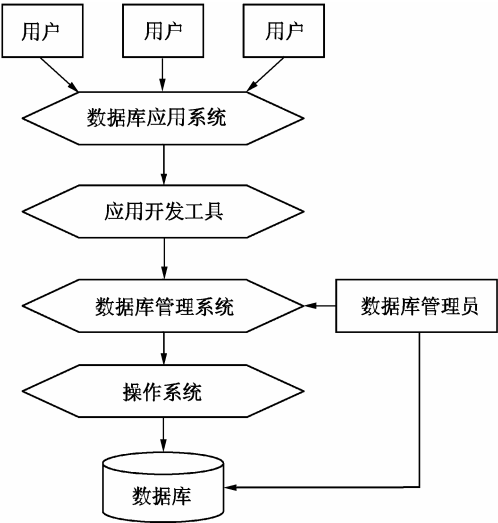 用户
用户
用户
数据库应用系统
应用开发工具
数据库管理系统
数据库管理员
操作系统
数据库